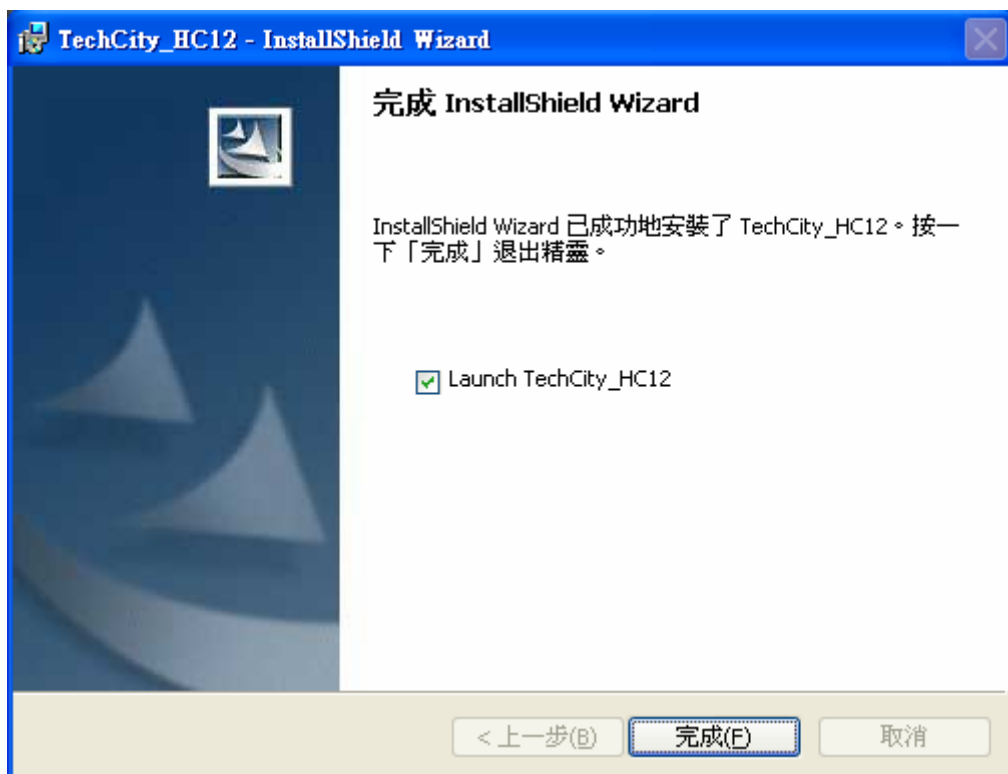 TechCity_HC12 - InstallShield Wizard
完成 InstallShield Wizard
InstallShield Wizard 已成功地安裝了 TechCity_HC12。按一
下「完成」退出精靈。
Launch TechCity_HC12
< 上一步(B)
完成(F)
取消